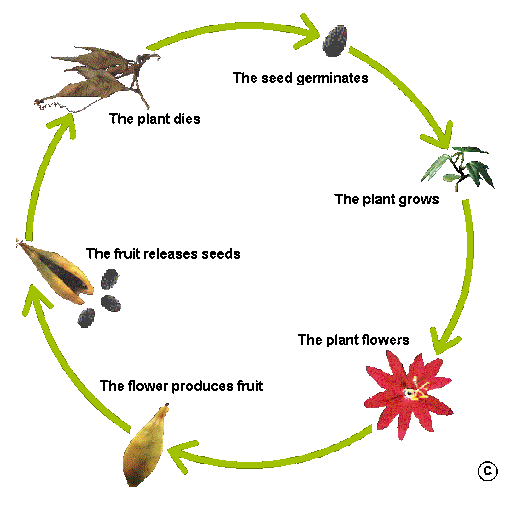 The seed germinates
The plant grows
The plant flowers
The flower produces fruit
The fruit releases seeds
The plant dies
©